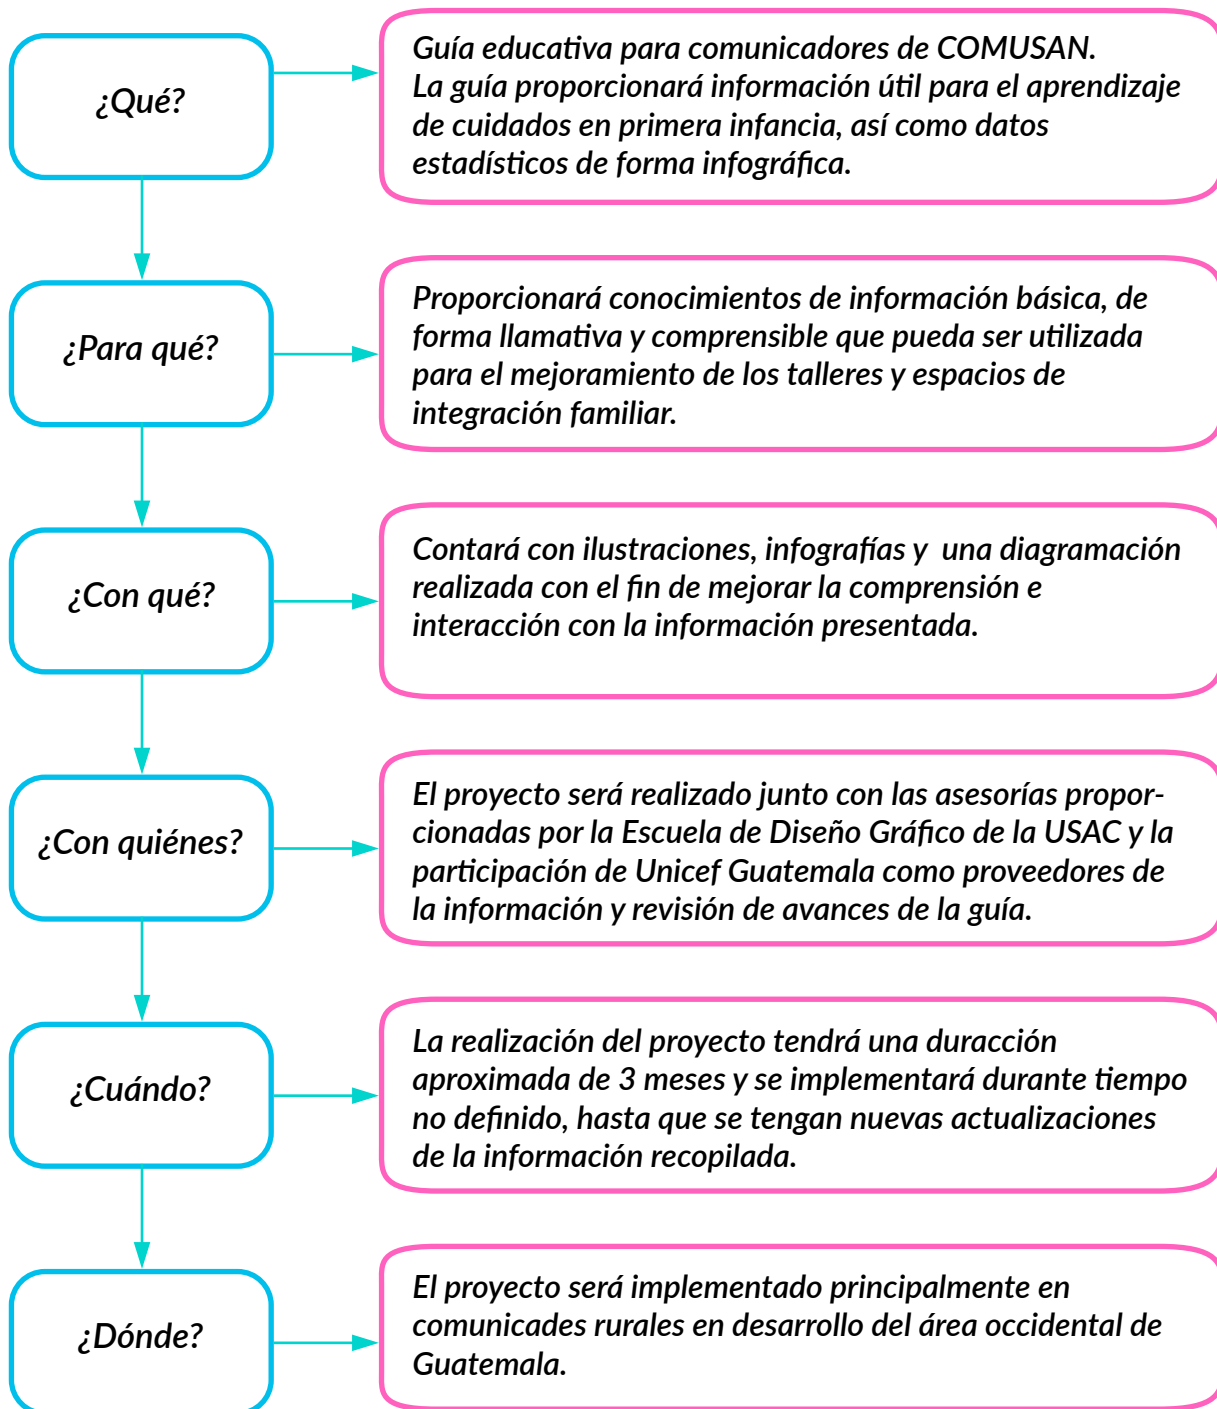 ¿Qué?
Guía educativa para comunicadores de COMUSAN.
La guía proporcionará información útil para el aprendizaje
de cuidados en primera infancia, así como datos
estadísticos de forma infográfica.
¿Para qué?
Proporcionará conocimientos de información básica, de
forma llamativa y comprensible que pueda ser utilizada
para el mejoramiento de los talleres y espacios de
integración familiar.
¿Con qué?
Contará con ilustraciones, infografías y una diagramación
realizada con el fin de mejorar la comprensión e
interacción con la información presentada.
¿Con quiénes?
El proyecto será realizado junto con las asesorías propor-
cionadas por la Escuela de Diseño Gráfico de la USAC y la
participación de Unicef Guatemala como proveedores de
la información y revisión de avances de la guía.
¿Cuándo?
La realización del proyecto tendrá una duracción
aproximada de 3 meses y se implementará durante tiempo
no definido, hasta que se tengan nuevas actualizaciones
de la información recopilada.
¿Dónde?
El proyecto será implementado principalmente en
comunicades rurales en desarrollo del área occidental de
Guatemala.